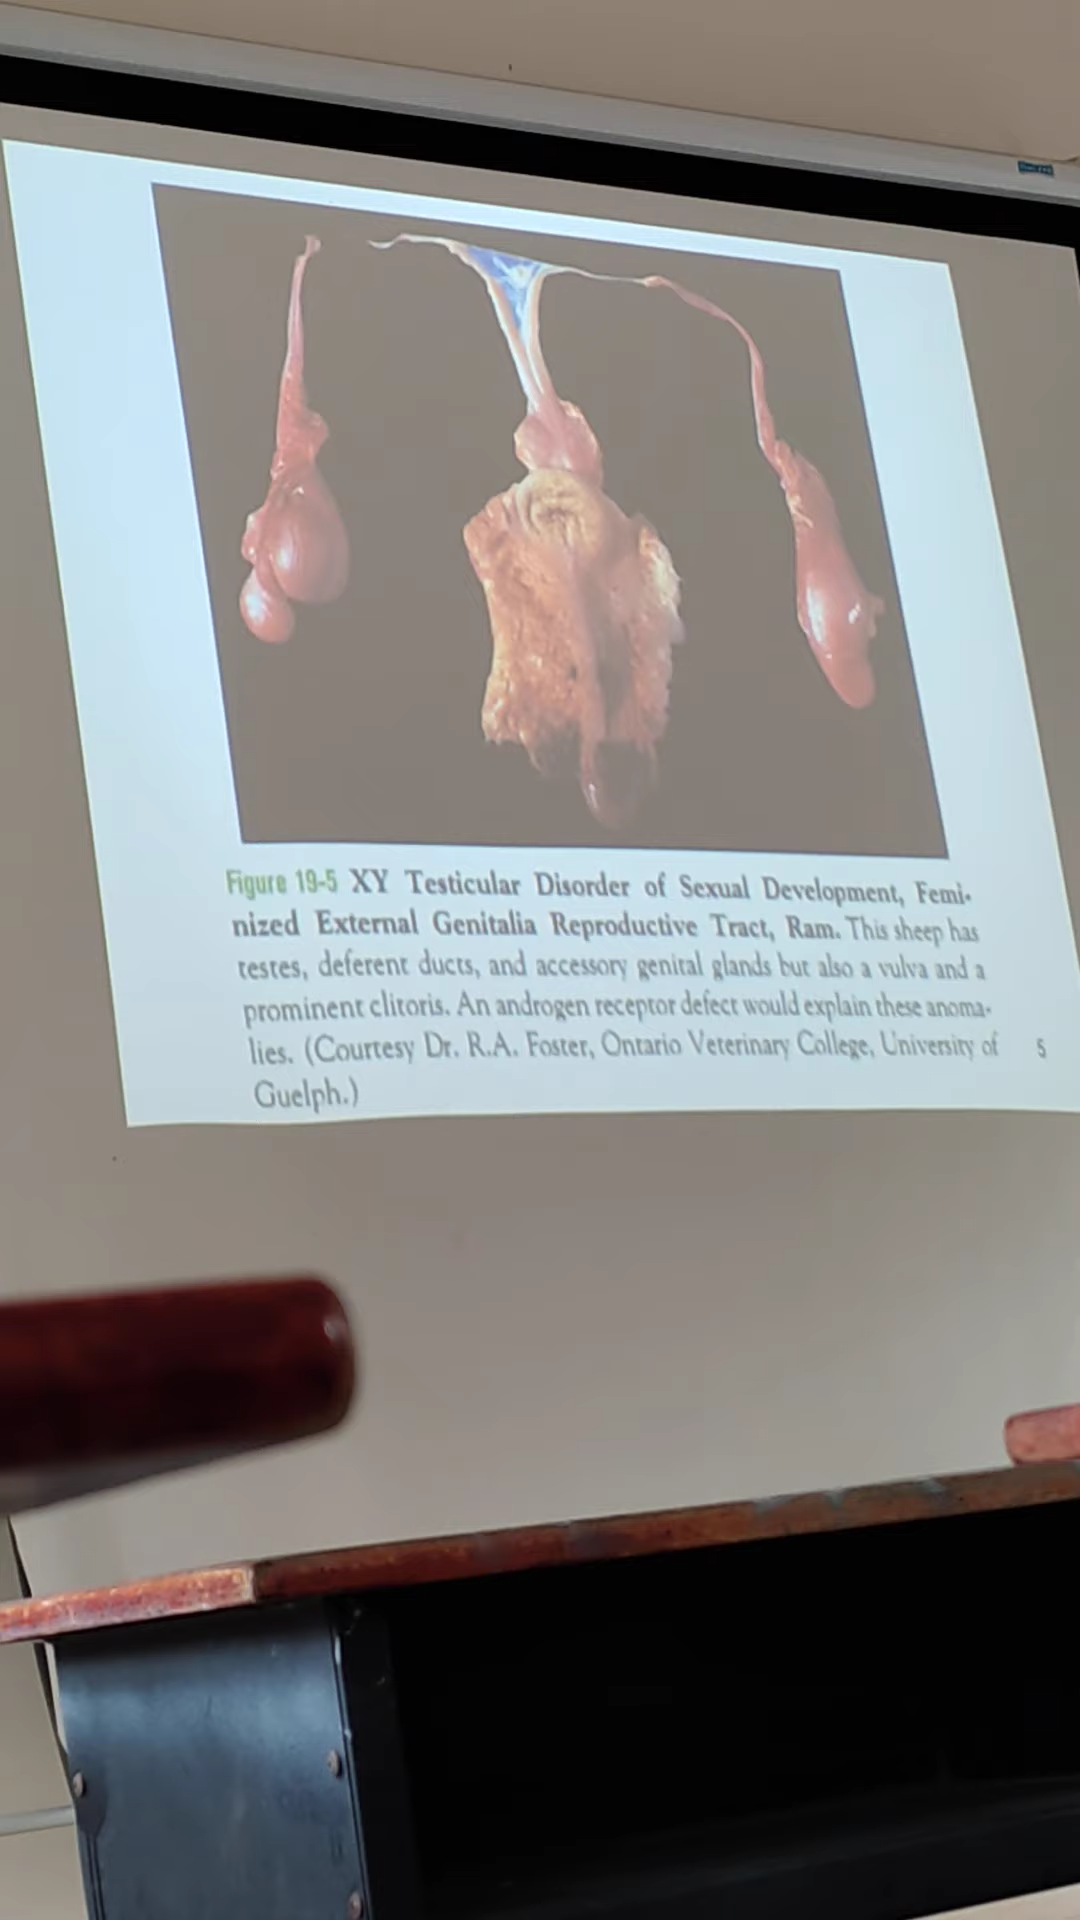 Figure 19-5 XY Testicular Disorder of Sexual Development, Femi-
nized External Genitalia Reproductive Tract, Ram. This sheep has
testes, deferent ducts, and accessory genital glands but also a vulva and a
prominent clitoris. An androgen receptor defect would explain these anoma-
lies. (Courtesy Dr. R.A. Foster, Ontario Veterinary College, University of
Guelph.)
5